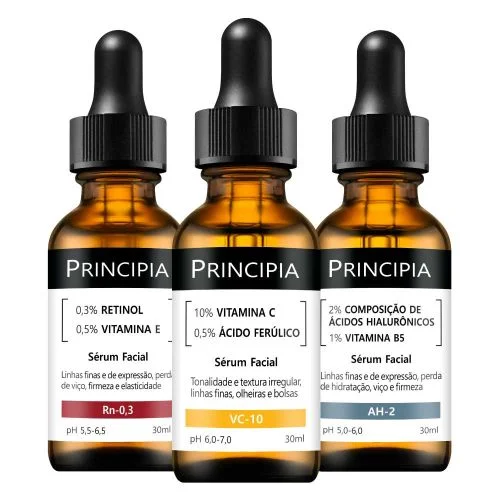 PRINCIPIA
0,3% RETINOL
0,5% VITAMINA E
Sérum Facial
Linhas finas e de expressão, perda
de viço, firmeza e elasticidade
Rn-0,3
pH 5,5-6,5 30ml
PRINCIPIA
10% VITAMINA C
0,5% ÁCIDO FERÚLICO
Sérum Facial
Tonalidade e textura irregular,
linhas finas, olheiras e bolsas
VC-10
pH 6,0-7,0 30ml
PRINCIPIA
2% COMPOSIÇÃO DE
ÁCIDOS HIALURÔNICOS
1% VITAMINA B5
Sérum Facial
Linhas finas e de expressão, perda
de hidratação, viço e firmeza
AH-2
pH 5,0-6,0 30ml